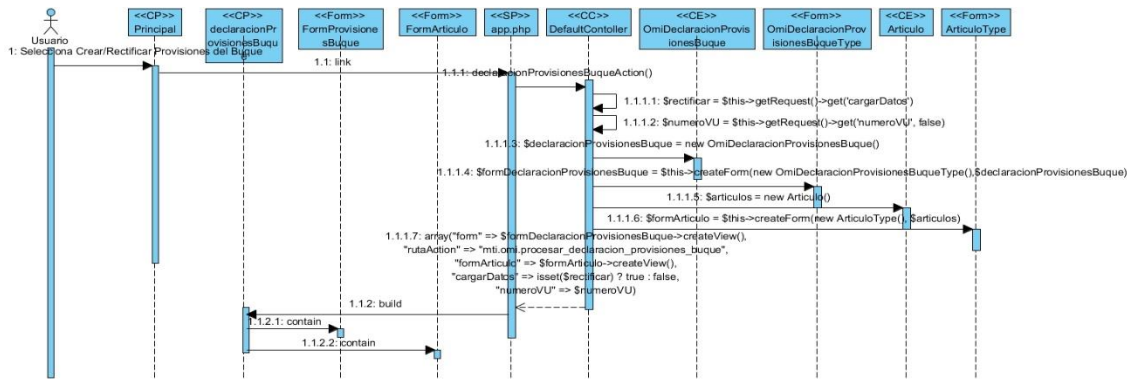 <<CP>>
Principal
<<CP>>
declaracionPr
ovisionesBuqu
e
<<Form>>
FormProvisione
sBuque
<<Form>>
FormArticulo
<<SP>>
app.php
<<CC>>
DefaultContoller
<<CE>>
OmiDeclaracionProvis
ionesBuque
<<Form>>
OmiDeclaracionProv
isionesBuqueType
<<CE>>
Articulo
<<Form>>
ArticuloType
Usuario
1: Selecciona Crear/Rectificar Provisiones del Buque
1.1: link
1.1.1: declaracionProvisionesBuqueAction()
1.1.1.1: $rectificar = $this->getRequest()->get('cargarDatos')
1.1.1.2: $numeroVU = $this->getRequest()->get('numeroVU', false)
1.1.1.3: $declaracionProvisionesBuque = new OmiDeclaracionProvisionesBuque()
1.1.1.4: $formDeclaracionProvisionesBuque = $this->createForm(new OmiDeclaracionProvisionesBuqueType(),$declaracionProvisionesBuque)
1.1.1.5: $articulos = new Articulo()
1.1.1.6: $formArticulo = $this->createForm(new ArticuloType(), $articulos)
1.1.1.7: array("form" => $formDeclaracionProvisionesBuque->createView(),
"rutaAction" => "mti.omi.procesar_declaracion_provisiones_buque",
"formArticulo" => $formArticulo->createView(),
"cargarDatos" => isset($rectificar) ? true : false,
"numeroVU" => $numeroVU)
1.1.2: build
1.1.2.1: contain
1.1.2.2: contain